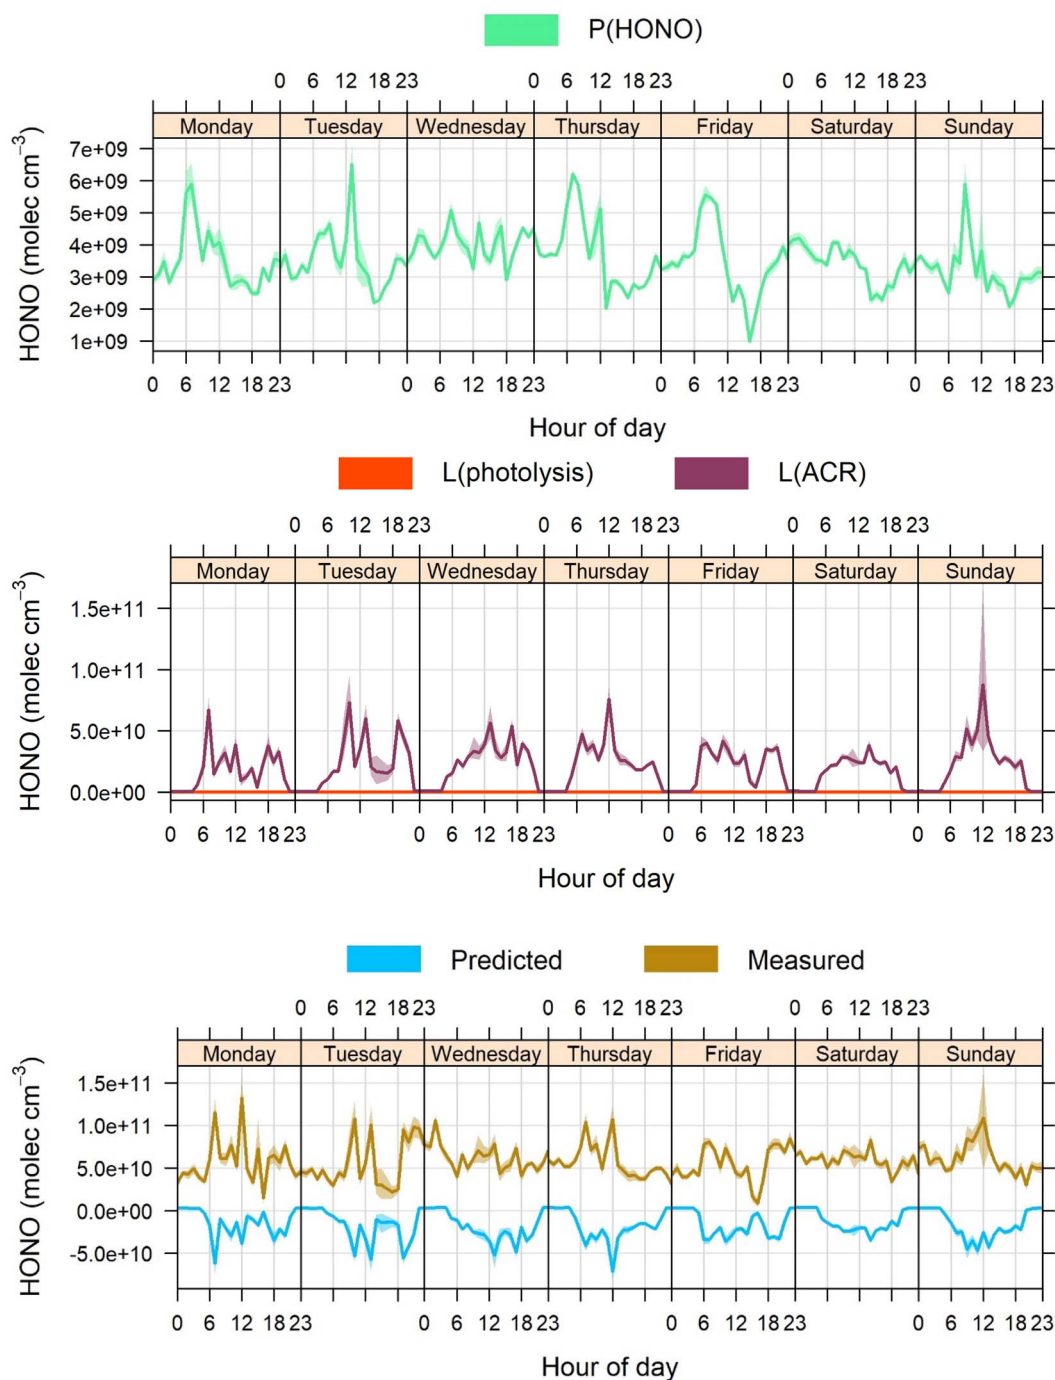 P(HONO)
0 6 12 18 23 0 6 12 18 23 0 6 12 18 23
Monday Tuesday Wednesday Thursday Friday Saturday Sunday
HONO (molec cm⁻³)
7e+09
6e+09
5e+09
4e+09
3e+09
2e+09
1e+09
0 6 12 18 23 0 6 12 18 23 0 6 12 18 23 0 6 12 18 23
Hour of day
L(photolysis) L(ACR)
0 6 12 18 23 0 6 12 18 23 0 6 12 18 23
Monday Tuesday Wednesday Thursday Friday Saturday Sunday
HONO (molec cm⁻³)
1.5e+11
1.0e+11
5.0e+10
0.0e+00
0 6 12 18 23 0 6 12 18 23 0 6 12 18 23 0 6 12 18 23
Hour of day
Predicted Measured
0 6 12 18 23 0 6 12 18 23 0 6 12 18 23
Monday Tuesday Wednesday Thursday Friday Saturday Sunday
HONO (molec cm⁻³)
1.5e+11
1.0e+11
5.0e+10
0.0e+00
-5.0e+10
0 6 12 18 23 0 6 12 18 23 0 6 12 18 23 0 6 12 18 23
Hour of day